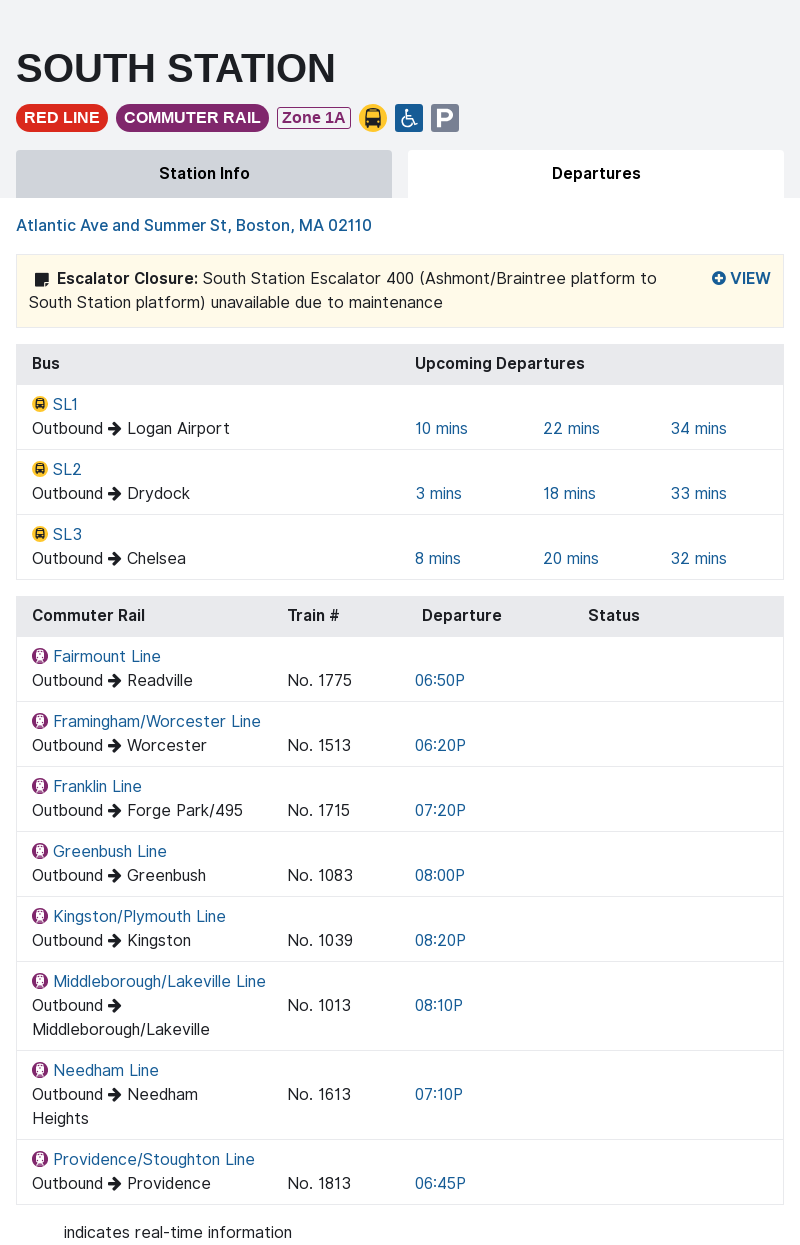 SOUTH STATION
RED LINE COMMUTER RAIL Zone 1A P
Station Info Departures
Atlantic Ave and Summer St, Boston, MA 02110
Escalator Closure: South Station Escalator 400 (Ashmont/Braintree platform to VIEW
South Station platform) unavailable due to maintenance
Bus Upcoming Departures
SL1
Outbound → Logan Airport 10 mins 22 mins 34 mins
SL2
Outbound → Drydock 3 mins 18 mins 33 mins
SL3
Outbound → Chelsea 8 mins 20 mins 32 mins
Commuter Rail Train # Departure Status
Fairmount Line
Outbound → Readville No. 1775 06:50P
Framingham/Worcester Line
Outbound → Worcester No. 1513 06:20P
Franklin Line
Outbound → Forge Park/495 No. 1715 07:20P
Greenbush Line
Outbound → Greenbush No. 1083 08:00P
Kingston/Plymouth Line
Outbound → Kingston No. 1039 08:20P
Middleborough/Lakeville Line
Outbound → No. 1013 08:10P
Middleborough/Lakeville
Needham Line
Outbound → Needham No. 1613 07:10P
Heights
Providence/Stoughton Line
Outbound → Providence No. 1813 06:45P
indicates real-time information